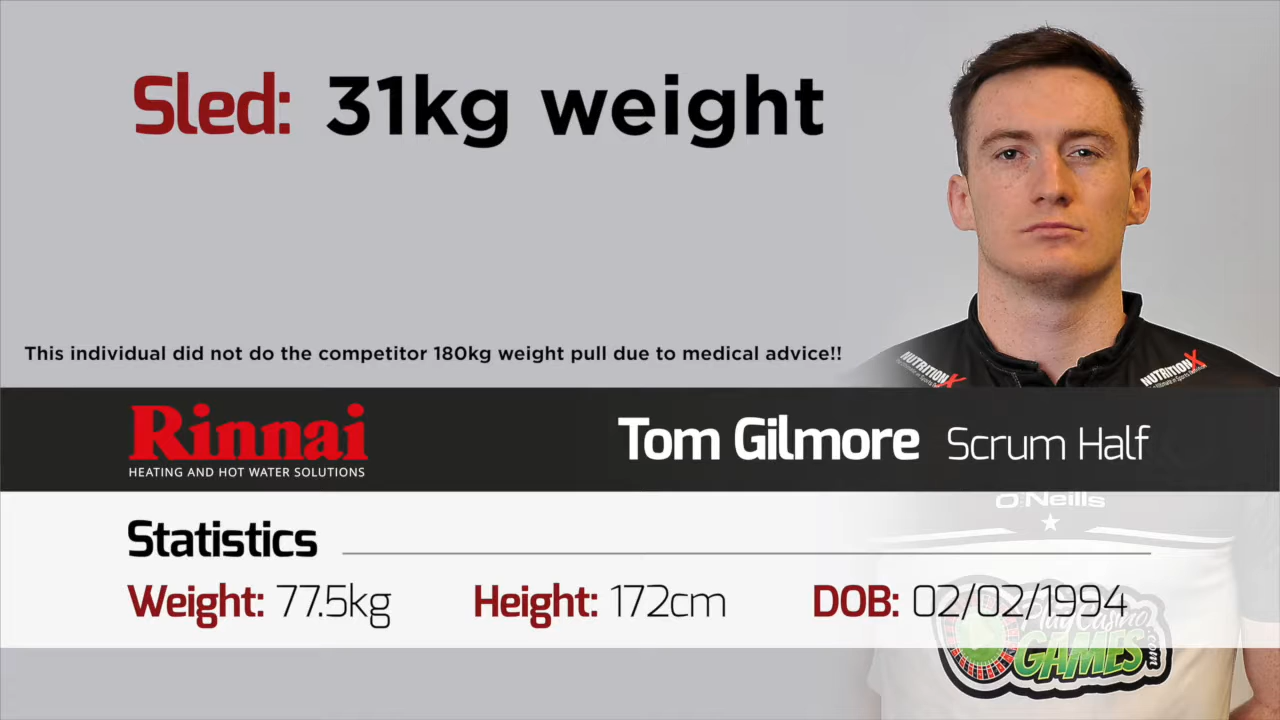 Sled: 31kg weight
This individual did not do the competitor 180kg weight pull due to medical advice!!
NUTRITION X
NUTRITION X
Rinnai
HEATING AND HOT WATER SOLUTIONS
Tom Gilmore Scrum Half
O'Neills
Statistics
Weight: 77.5kg Height: 172cm DOB: 02/02/1994
PlayCasino
GAMES.com